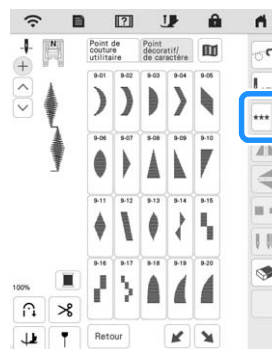 N
Point de
couture
utilitaire
Point
décoratif/
de caractère
9-01 9-02 9-03 9-04 9-05
9-06 9-07 9-08 9-09 9-10
9-11 9-12 9-13 9-14 9-15
9-16 9-17 9-18 9-19 9-20
100%
Retour